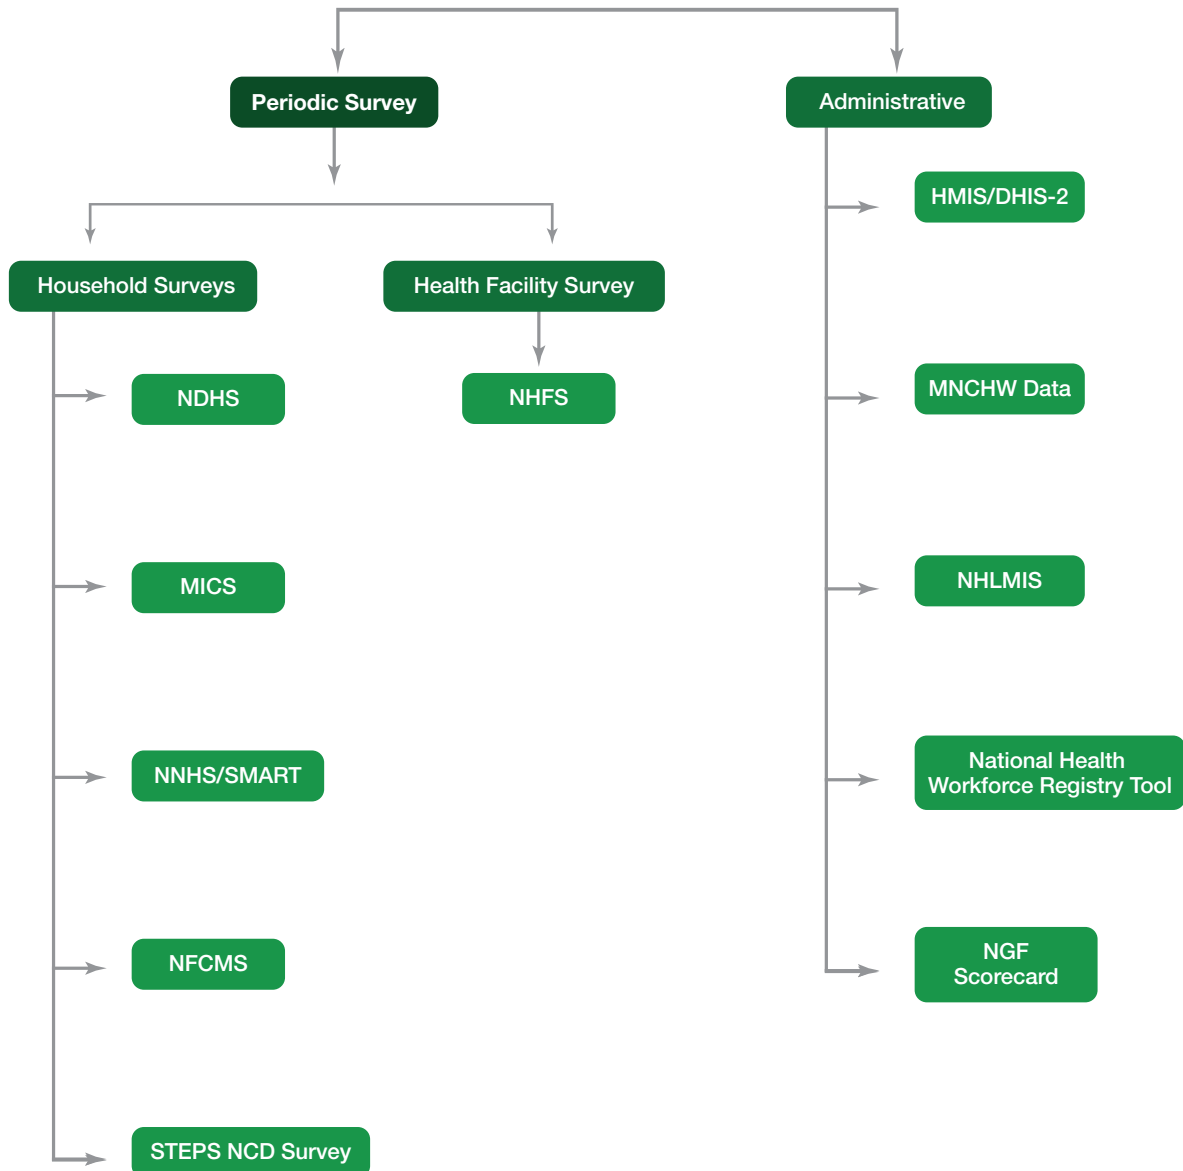 Periodic Survey
Administrative
HMIS/DHIS-2
Household Surveys
Health Facility Survey
NDHS
NHFS
MNCHW Data
MICS
NHLMIS
NNHS/SMART
National Health
Workforce Registry Tool
NFCMS
NGF
Scorecard
STEPS NCD Survey